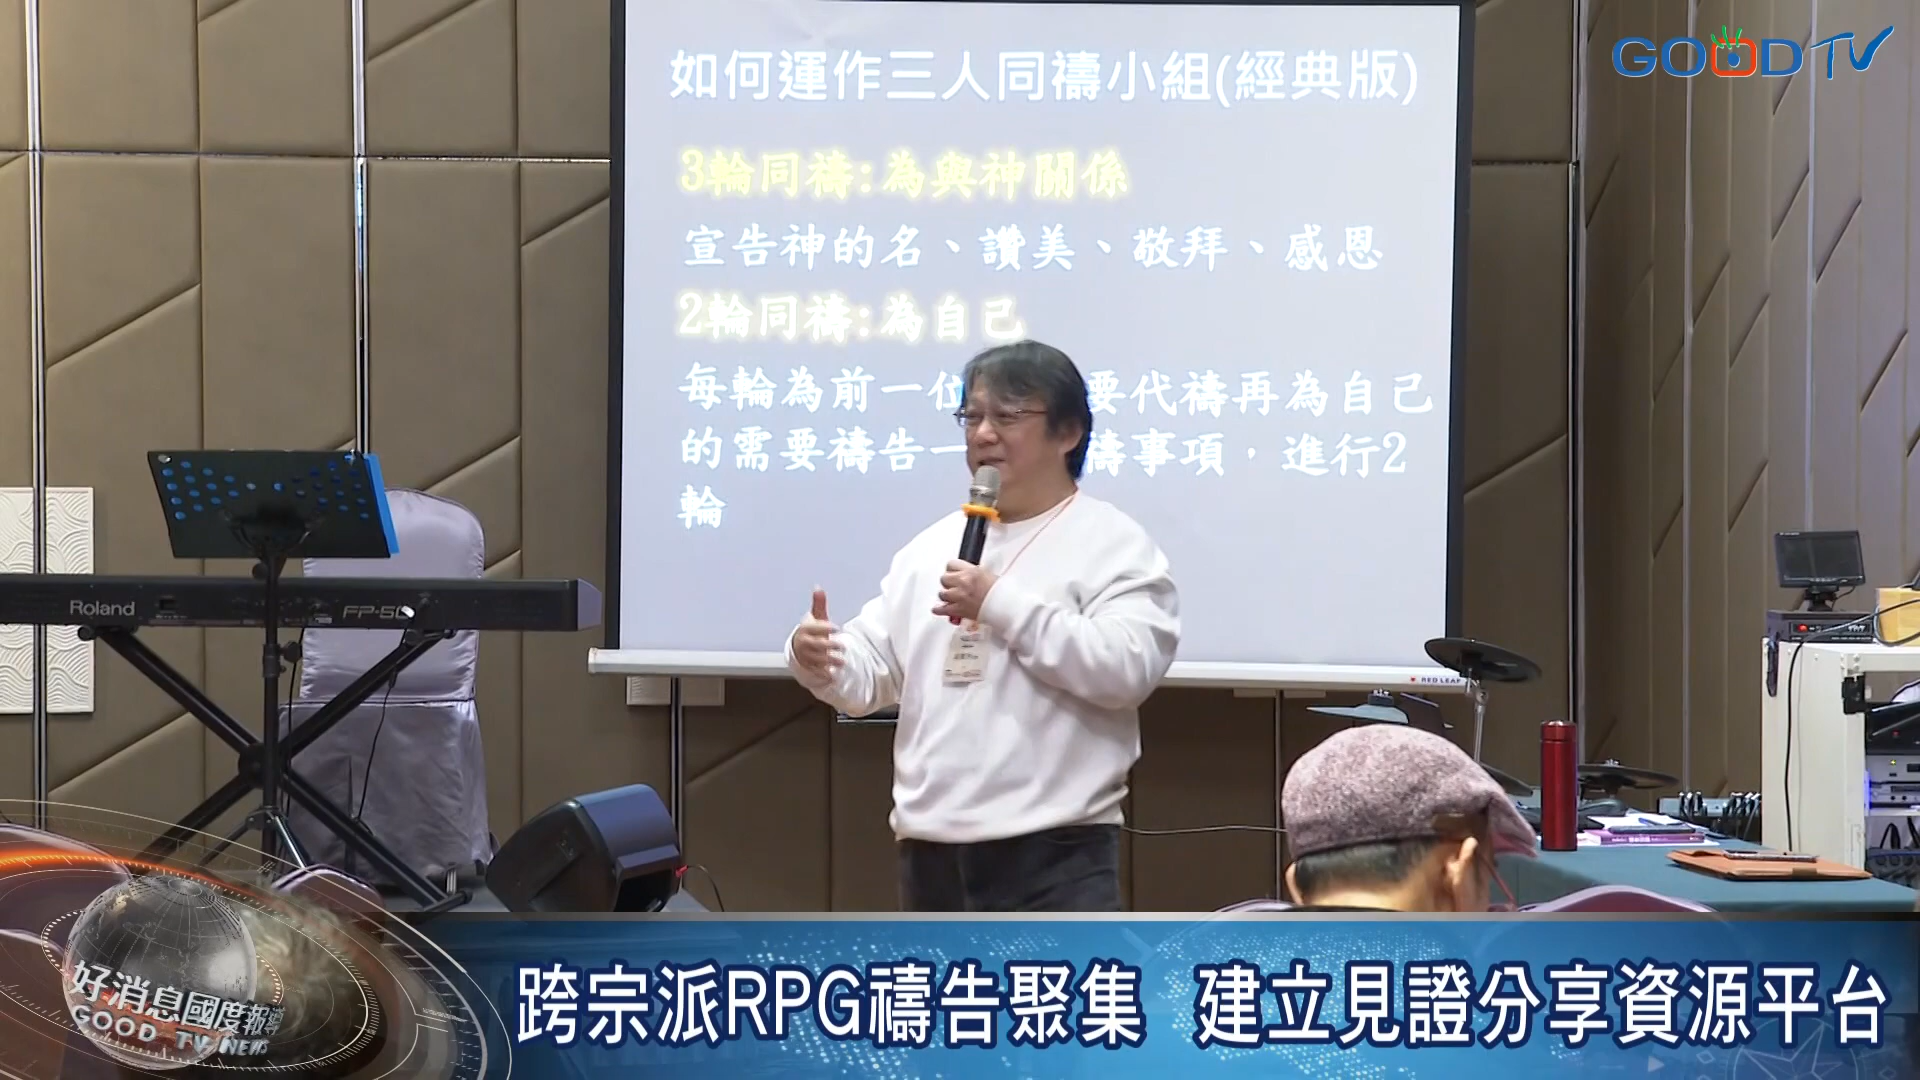 GOOD TV
如何運作三人同禱小組(經典版)
3輪同禱:為與神關係
宣告神的名、讚美、敬拜、感恩
2輪同禱:為自己
每輪為前一位 要代禱再為自己
的需要禱告一 禱事項，進行2
輪
Roland
FP-50
RED LEAF
跨宗派RPG禱告聚集 建立見證分享資源平台
好消息國度報導
GOOD TV NEWS